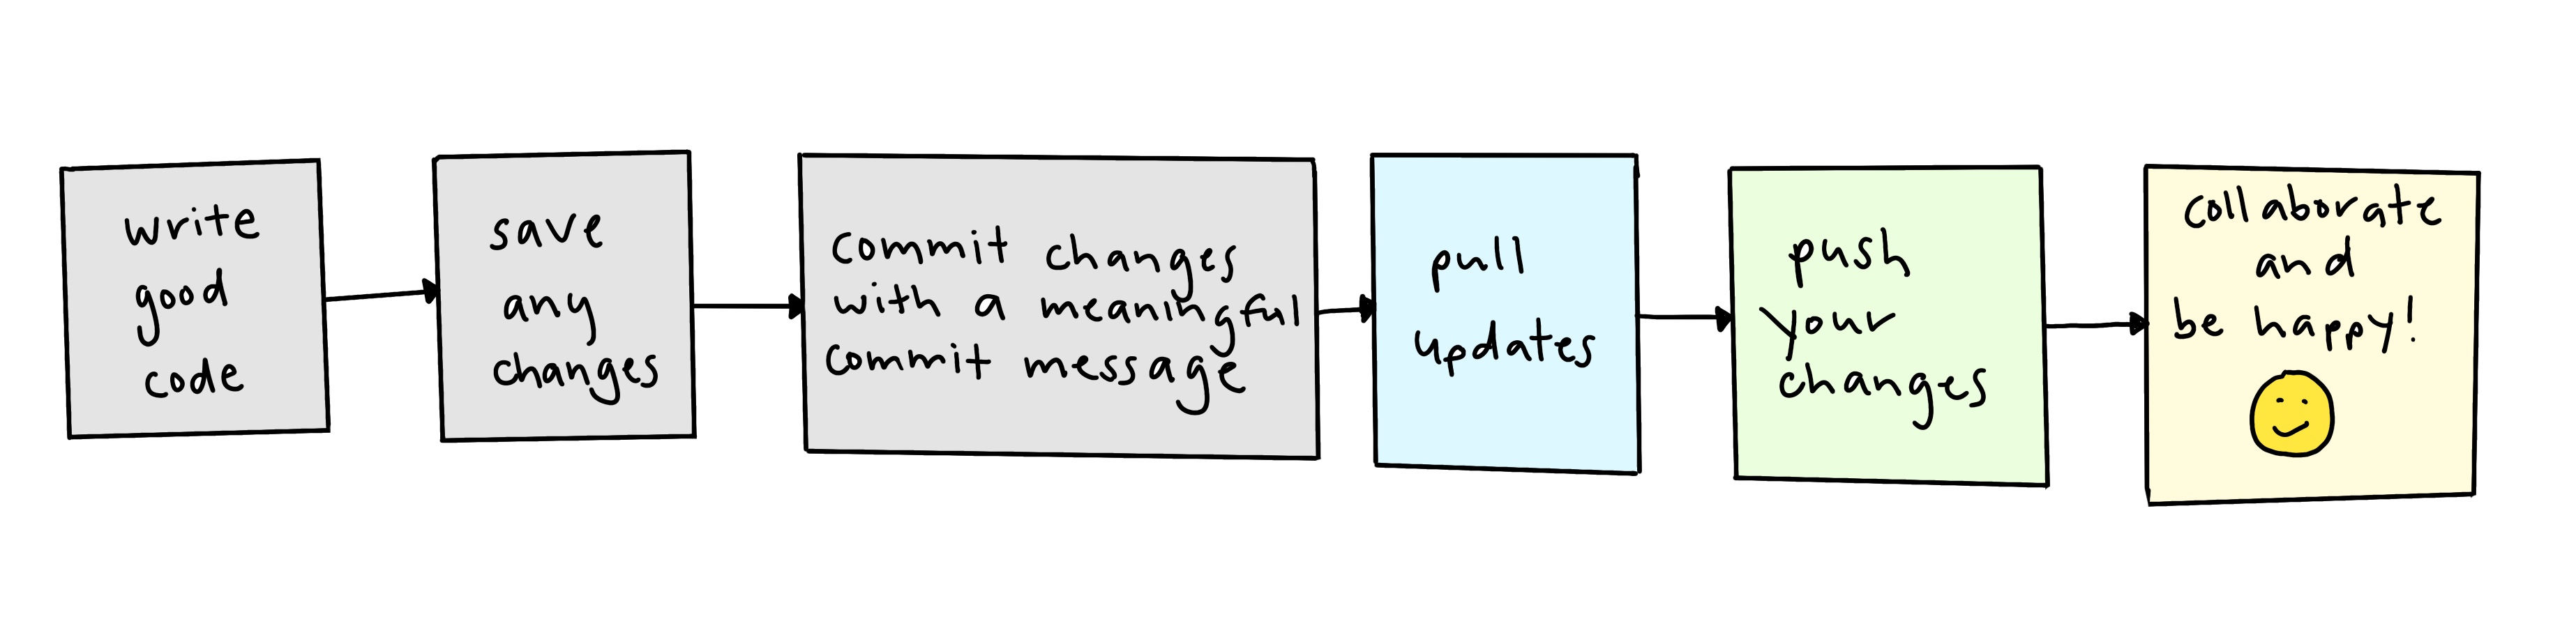 write
good
code
save
any
changes
commit changes
with a meaningful
commit message
pull
updates
push
your
changes
collaborate
and
be happy!